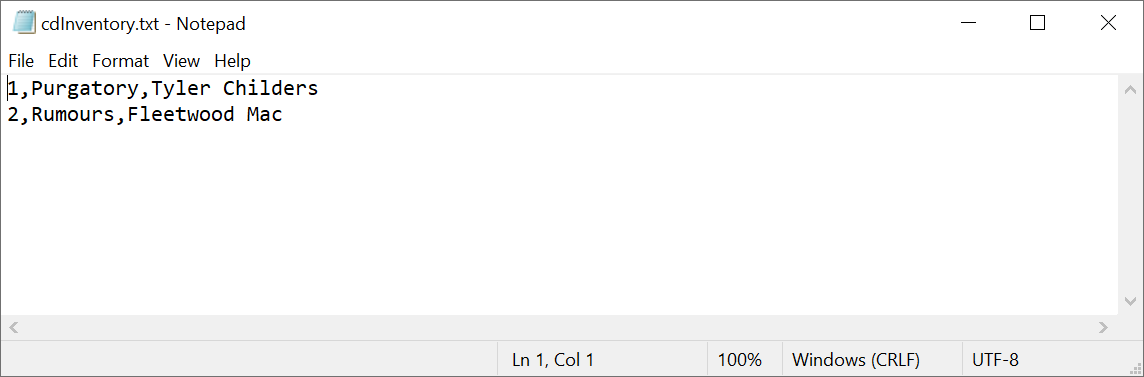 cdInventory.txt - Notepad
File Edit Format View Help
1,Purgatory,Tyler Childers
2,Rumours,Fleetwood Mac
Ln 1, Col 1 100% Windows (CRLF) UTF-8